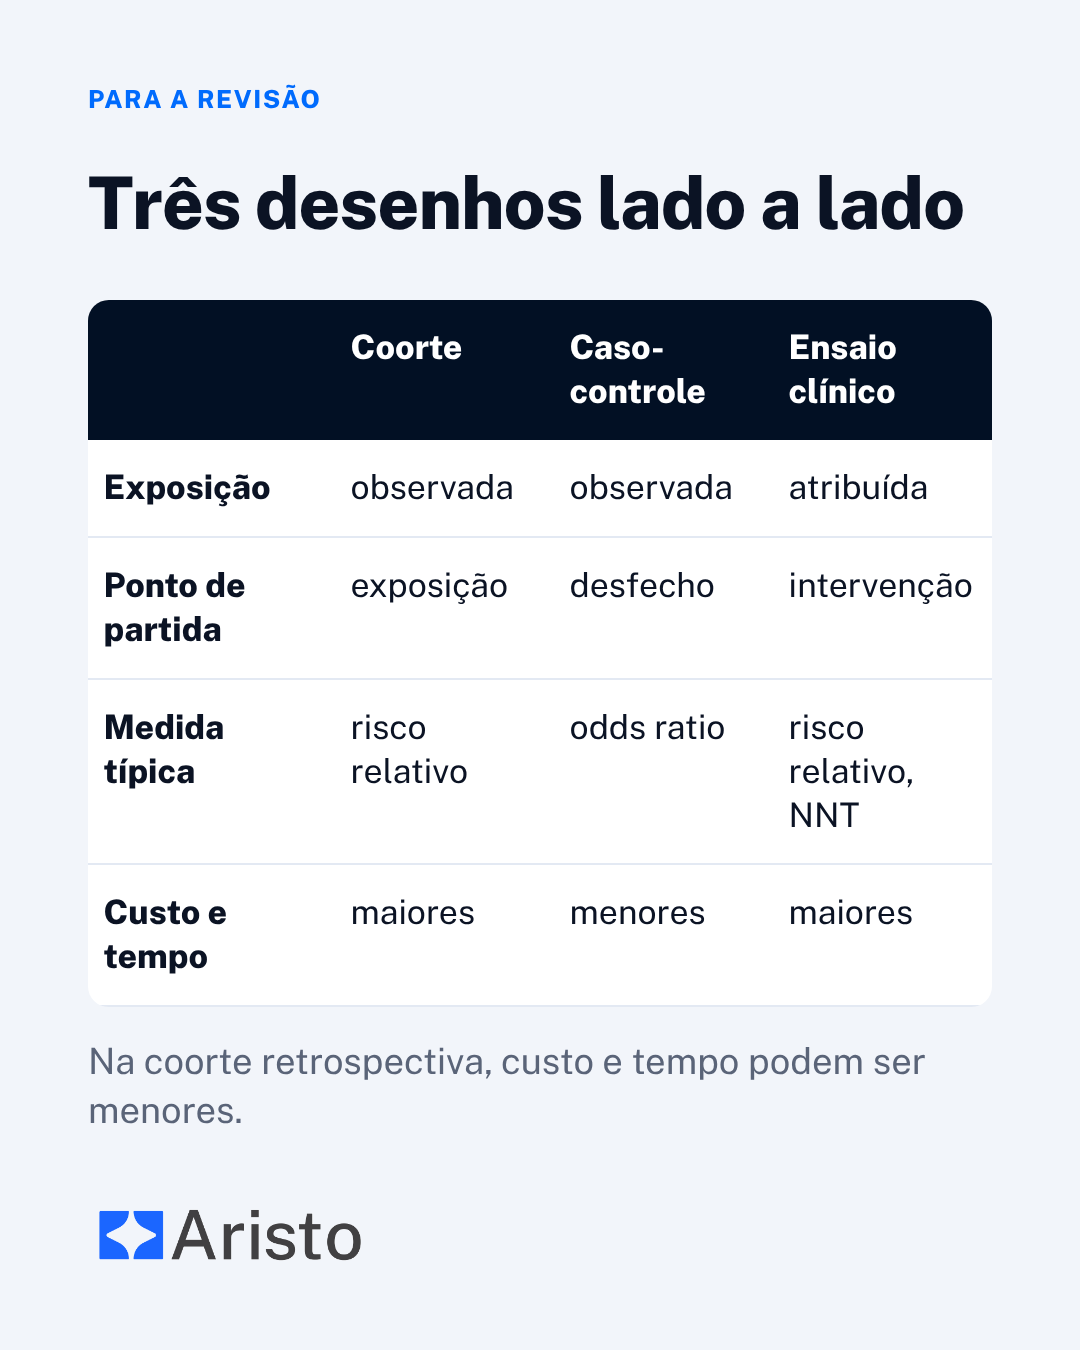 PARA A REVISÃO
Três desenhos lado a lado
Coorte Caso- Ensaio
controle clínico
Exposição observada observada atribuída
Ponto de exposição desfecho intervenção
partida
Medida risco odds ratio risco
típica relativo relativo,
NNT
Custo e maiores menores maiores
tempo
Na coorte retrospectiva, custo e tempo podem ser
menores.
Aristo